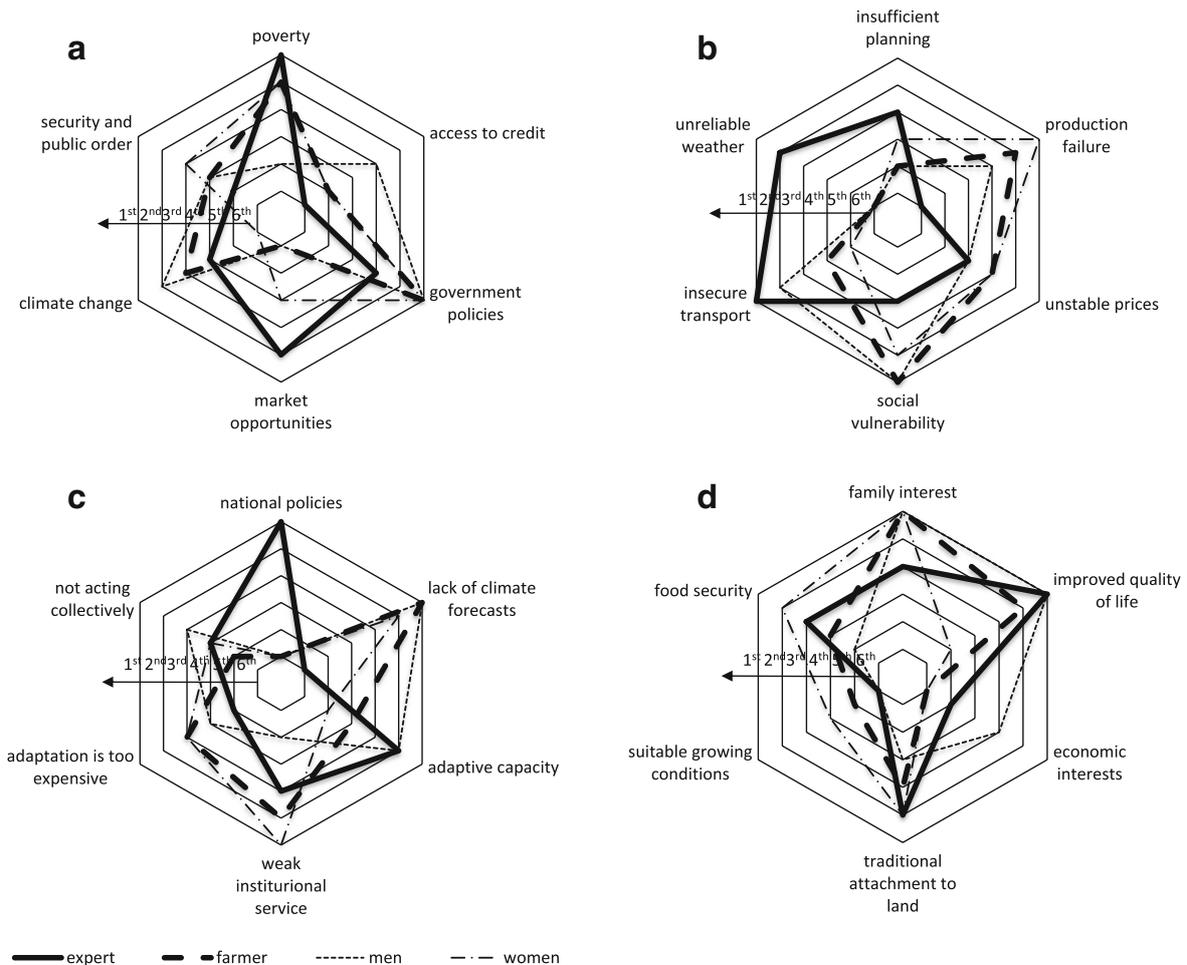 a
poverty
security and
public order
access to credit
1st 2nd 3rd 4th 5th 6th
climate change
government
policies
market
opportunities
b
insufficient
planning
unreliable
weather
production
failure
1st 2nd 3rd 4th 5th 6th
insecure
transport
unstable prices
social
vulnerability
c
national policies
not acting
collectively
lack of climate
forecasts
1st 2nd 3rd 4th 5th 6th
adaptation is too
expensive
adaptive capacity
weak
institurional
service
d
family interest
food security
improved quality
of life
1st 2nd 3rd 4th 5th 6th
suitable growing
conditions
economic
interests
traditional
attachment to
land
expert farmer men women